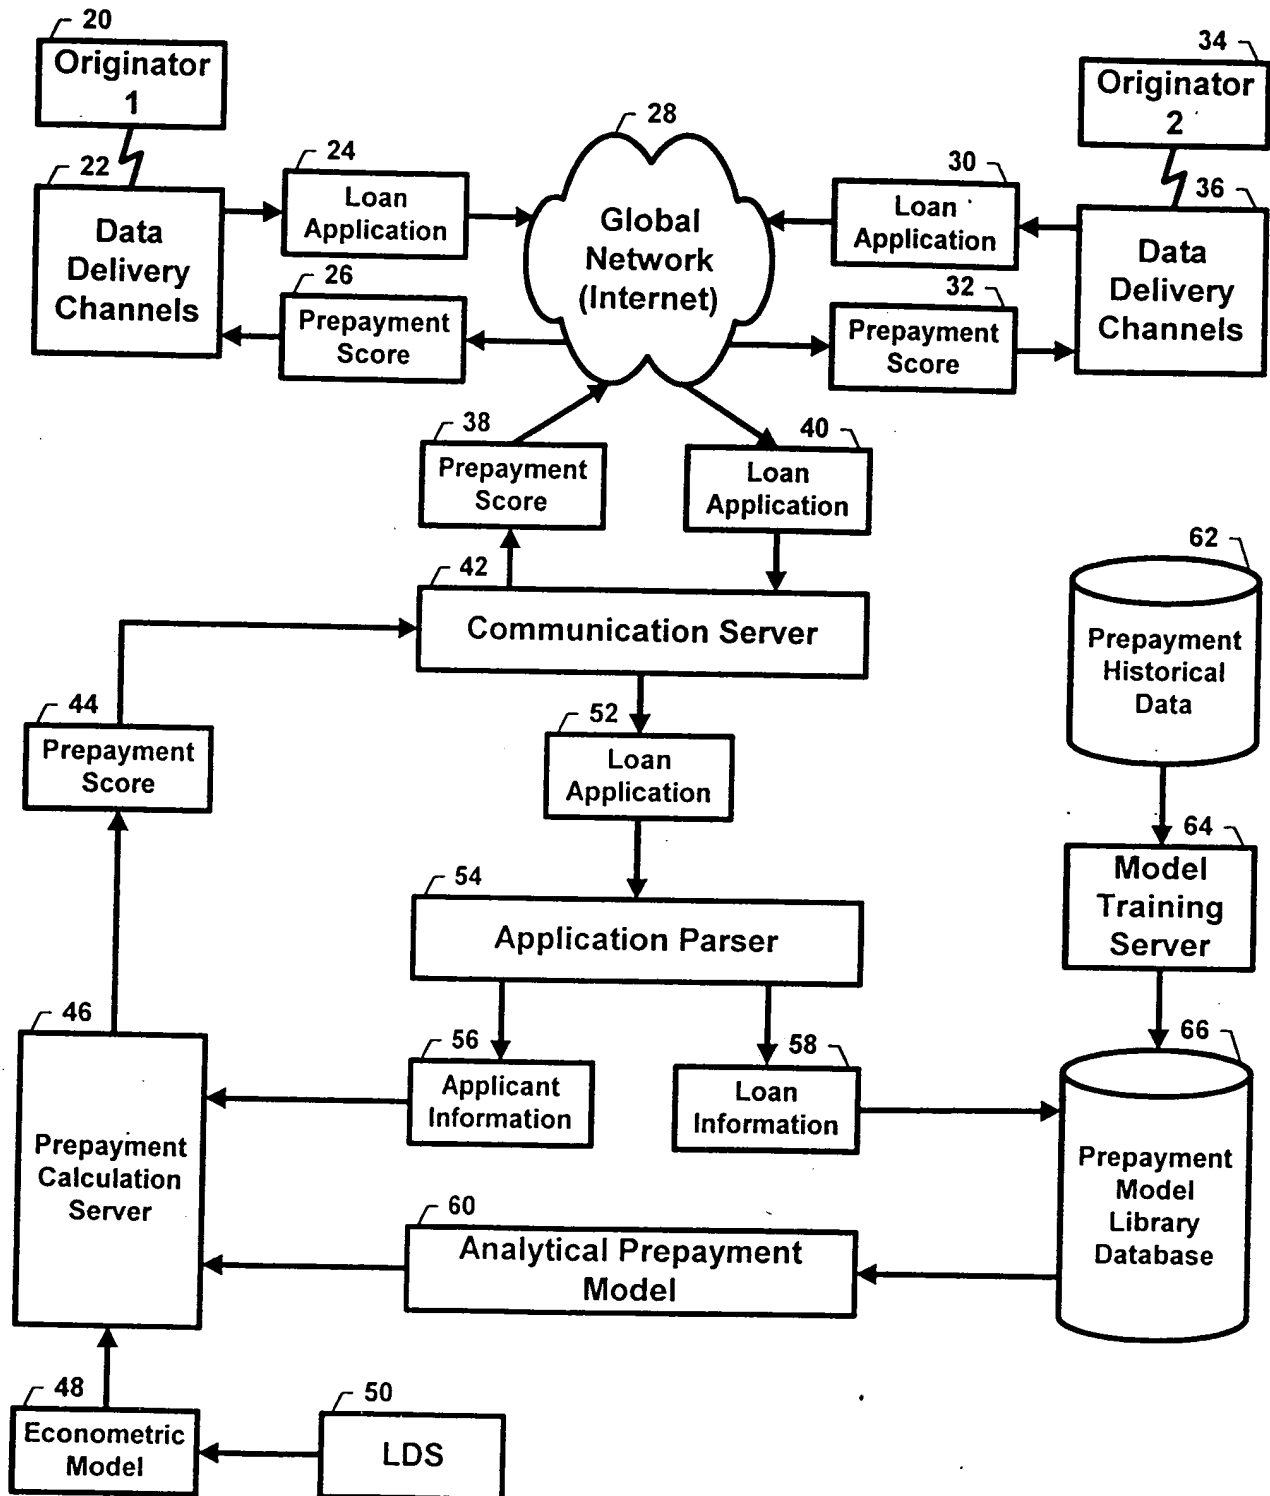 20
Originator
1
34
Originator
2
28
Global
Network
(Internet)
22
Data
Delivery
Channels
24
Loan
Application
26
Prepayment
Score
30
Loan
Application
32
Prepayment
Score
36
Data
Delivery
Channels
38
Prepayment
Score
40
Loan
Application
42
Communication Server
44
Prepayment
Score
52
Loan
Application
62
Prepayment
Historical
Data
54
Application Parser
64
Model
Training
Server
46
Prepayment
Calculation
Server
56
Applicant
Information
58
Loan
Information
66
Prepayment
Model
Library
Database
60
Analytical Prepayment
Model
48
Econometric
Model
50
LDS